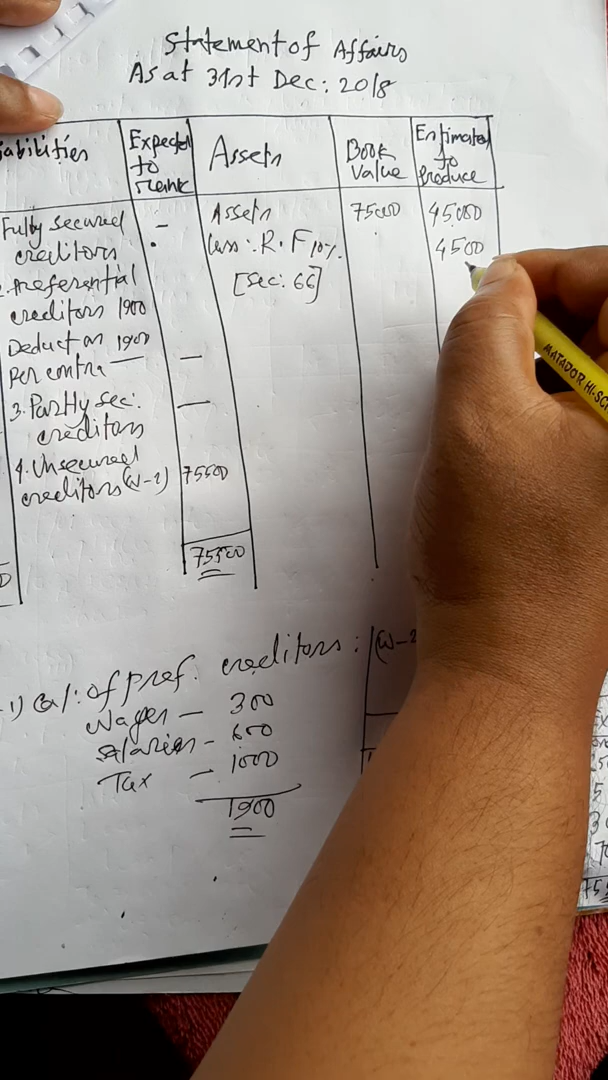 Statement of Affairs
As at 31st Dec: 2018
iabilities
Expected to rank
Assets
Book Value
Estimated to produce
Fully secured creditors
-
Assets
75000
45000
Less: R.F 10%
4500
[Sec: 66]
2. Preferential creditors 1900
Deduct as 1900
per contra —
—
3. Partly sec: creditors
—
4. Unsecured creditors (W-2)
75500
75500
-1) Cal: of pref. creditors:
(W-2
Wages - 300
Salaries - 600
Tax - 1000
1900
MATADOR HI-SC